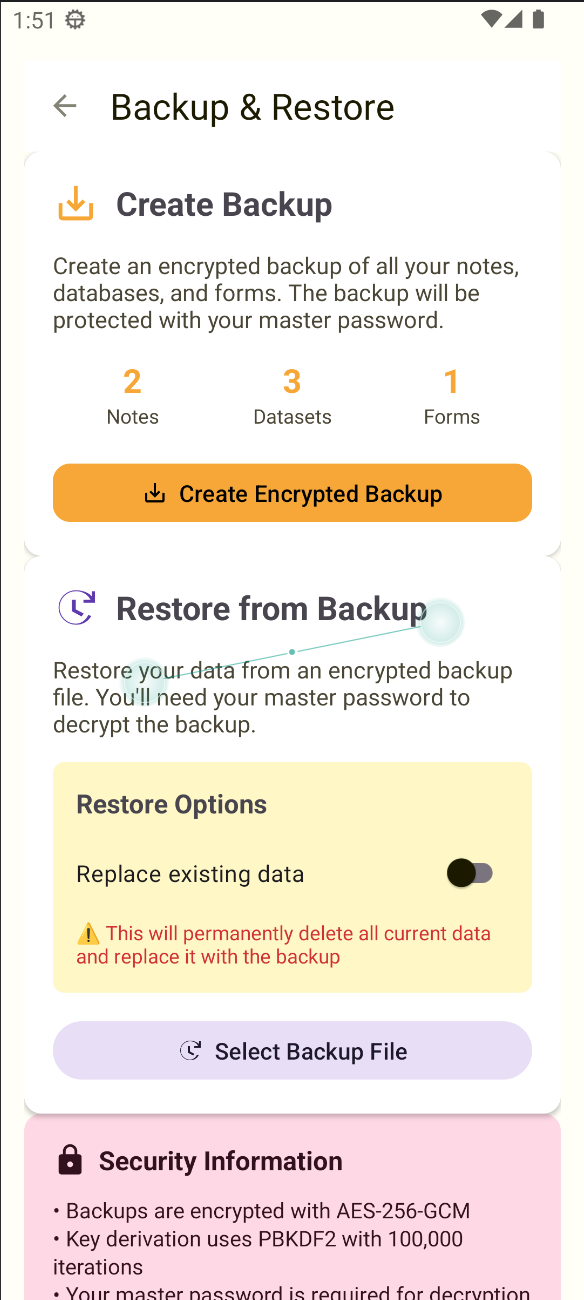 1:51
Backup & Restore
Create Backup
Create an encrypted backup of all your notes,
databases, and forms. The backup will be
protected with your master password.
2 3 1
Notes Datasets Forms
Create Encrypted Backup
Restore from Backup
Restore your data from an encrypted backup
file. You'll need your master password to
decrypt the backup.
Restore Options
Replace existing data
⚠️ This will permanently delete all current data
and replace it with the backup
Select Backup File
Security Information
• Backups are encrypted with AES-256-GCM
• Key derivation uses PBKDF2 with 100,000
iterations
• Your master password is required for decryption